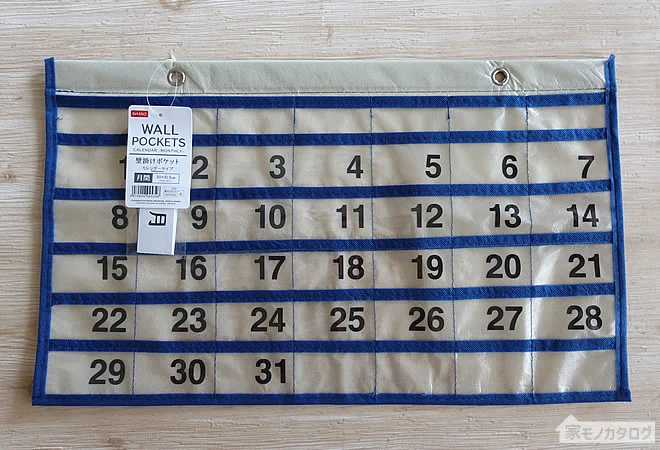 DAISO
WALL
POCKETS
CALENDAR -MONTHLY-
壁掛けポケット
カレンダータイプ
月間
月
1 2 3 4 5 6 7
8 9 10 11 12 13 14
15 16 17 18 19 20 21
22 23 24 25 26 27 28
29 30 31
家モノカタログ